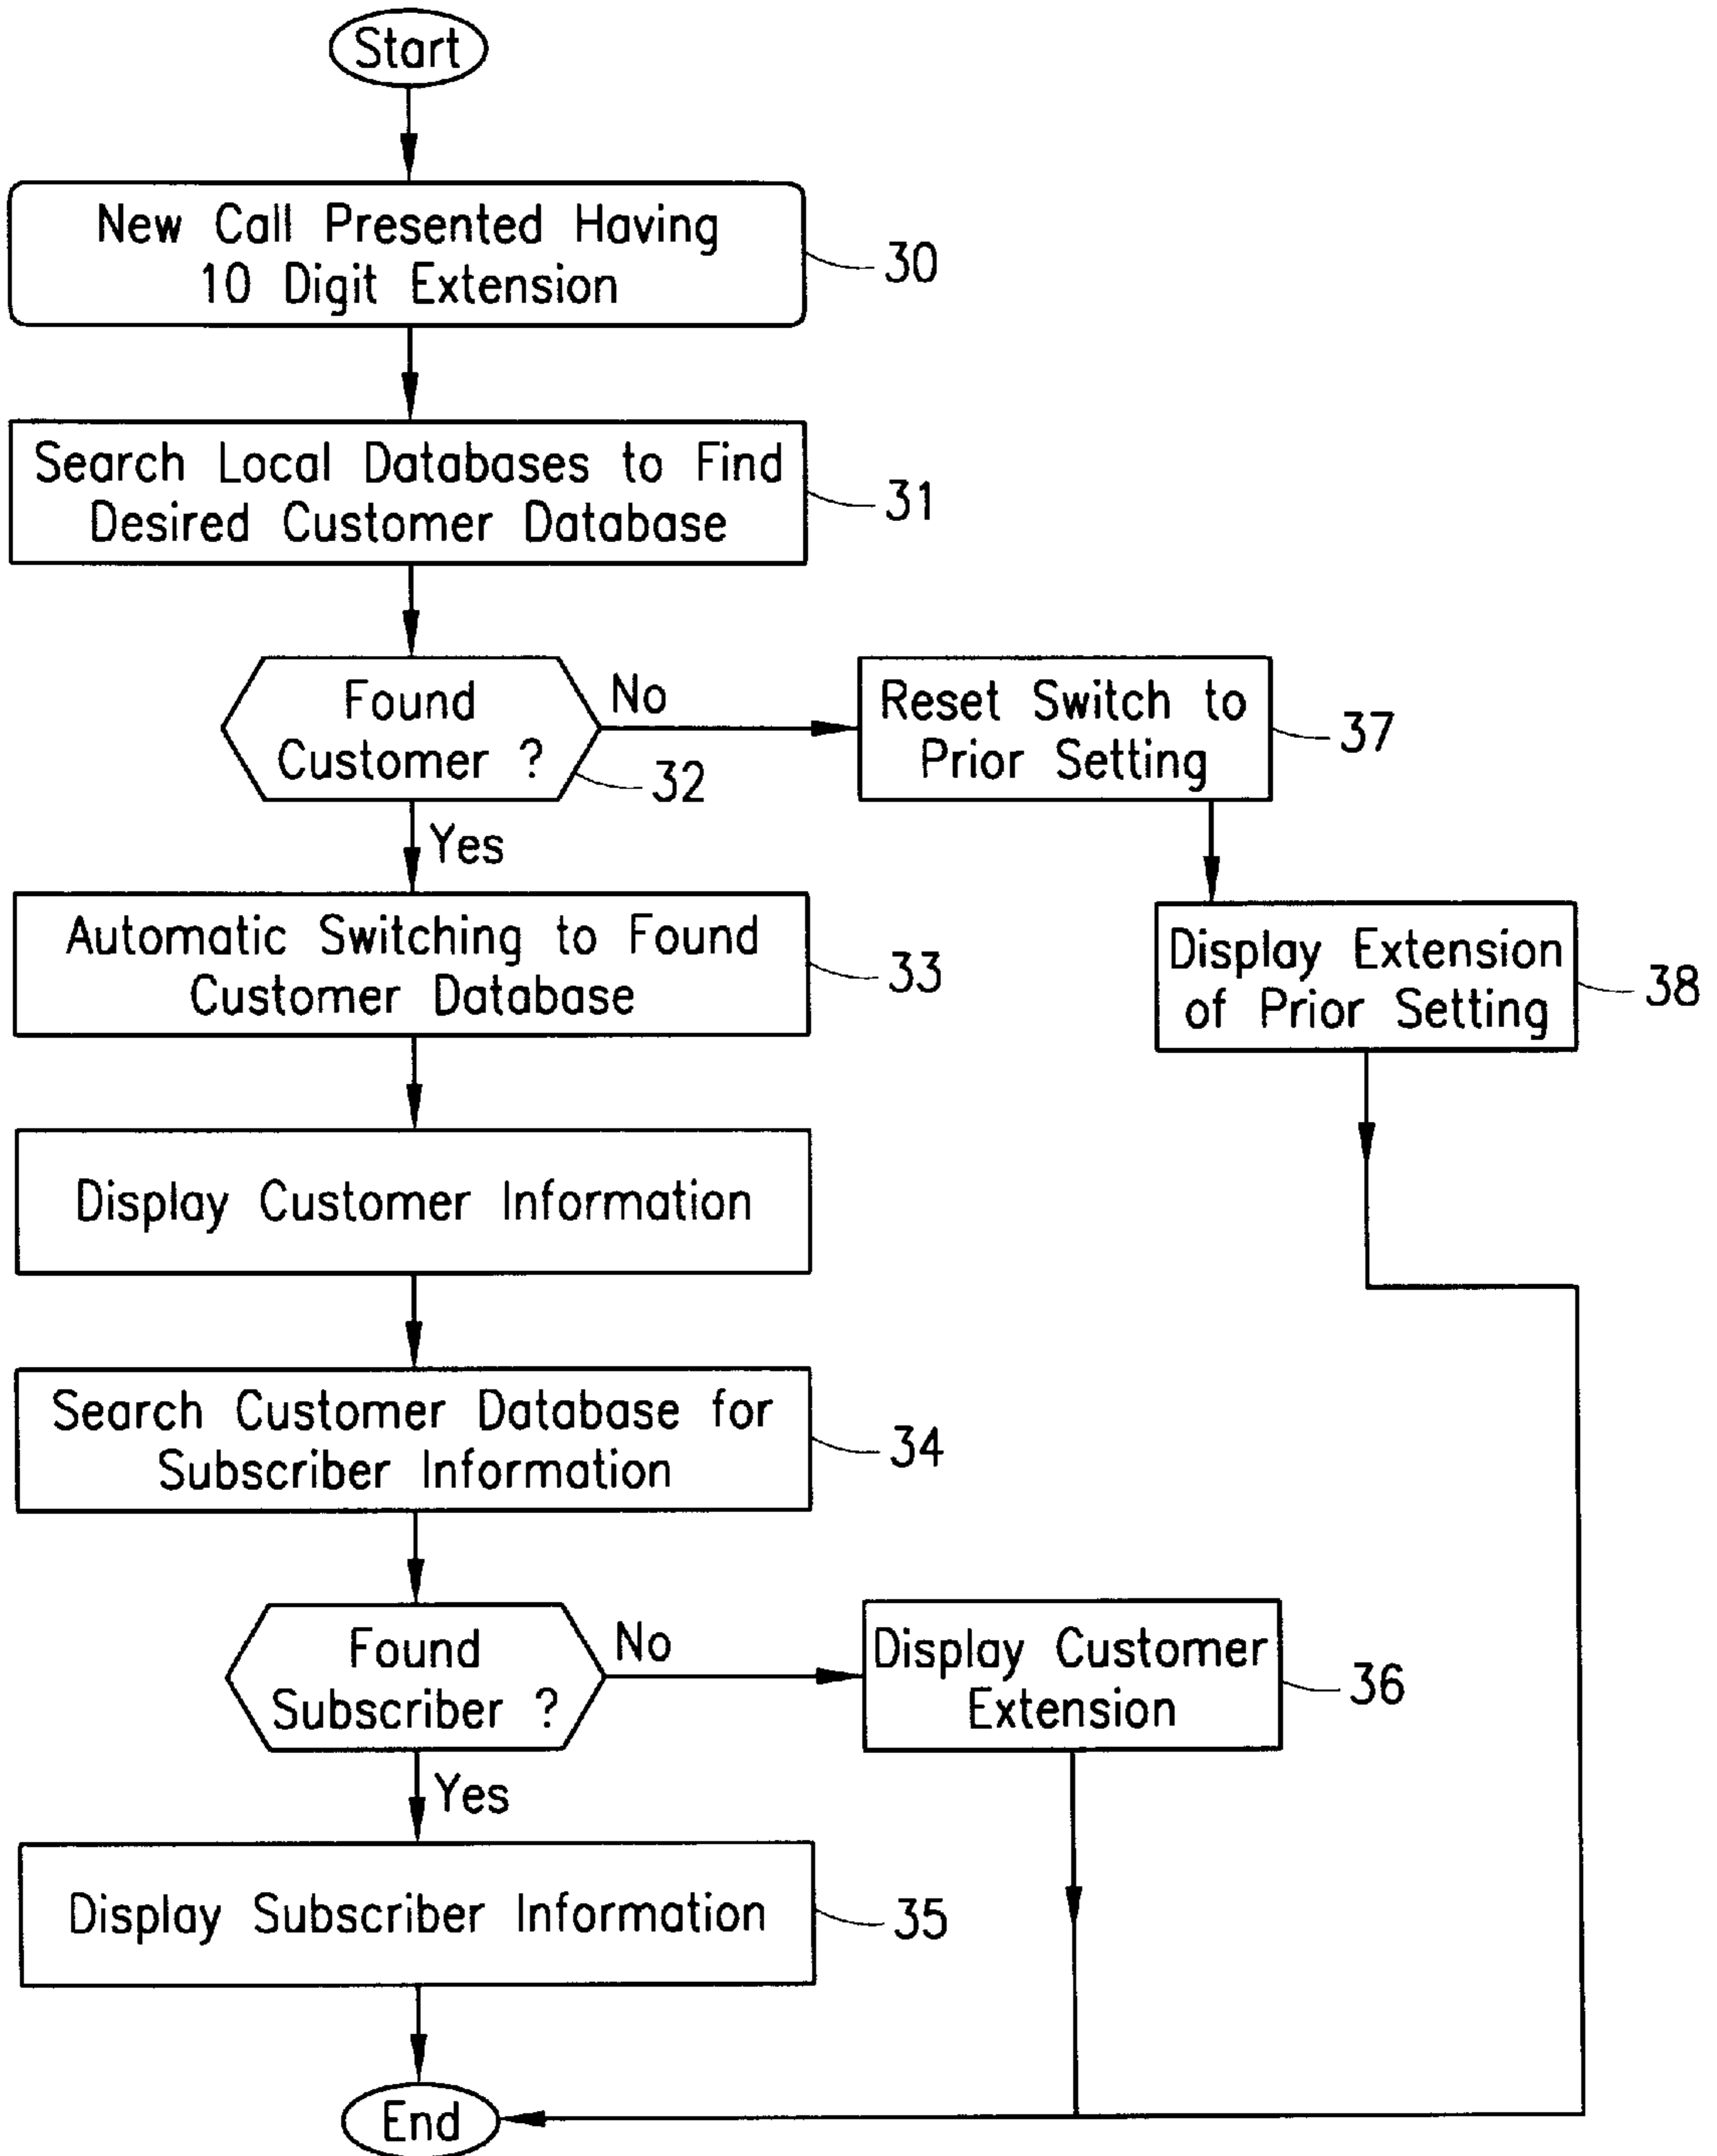 Start
New Call Presented Having
10 Digit Extension
30
Search Local Databases to Find
Desired Customer Database
31
Found
Customer ?
32
No
Reset Switch to
Prior Setting
37
Yes
Automatic Switching to Found
Customer Database
33
Display Extension
of Prior Setting
38
Display Customer Information
Search Customer Database for
Subscriber Information
34
Found
Subscriber ?
No
Display Customer
Extension
36
Yes
Display Subscriber Information
35
End